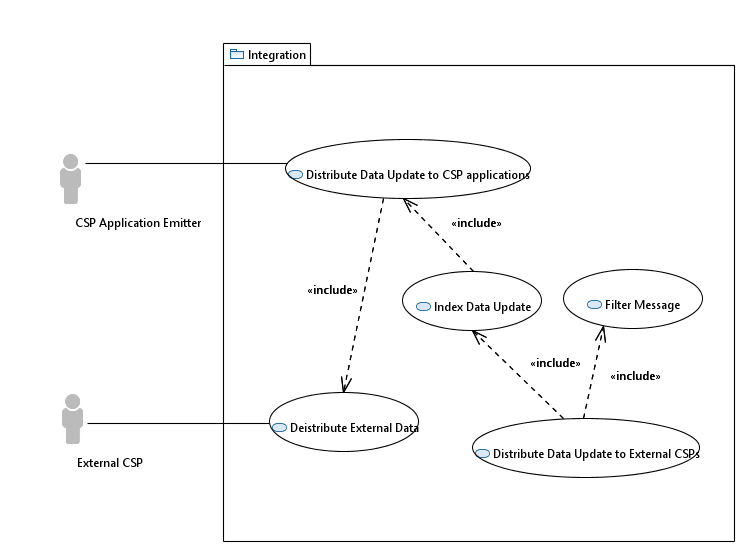 Integration
Distribute Data Update to CSP applications
CSP Application Emitter
«include»
«include»
Index Data Update
Filter Message
«include»
«include»
Deistribute External Data
Distribute Data Update to External CSPs
External CSP